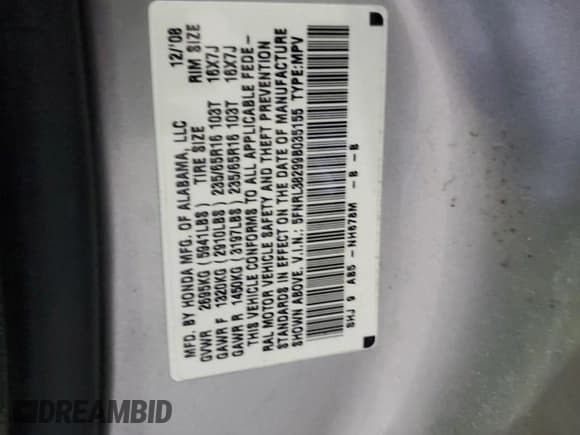 MFD. BY HONDA MFG. OF ALABAMA, LLC 12/'08
GVWR 2695KG (5941LBS) TIRE SIZE RIM SIZE
GAWR F 1320KG (2910LBS) 235/65R16 103T 16X7J
GAWR R 1450KG (3197LBS) 235/65R16 103T 16X7J
THIS VEHICLE CONFORMS TO ALL APPLICABLE FEDE-
RAL MOTOR VEHICLE SAFETY AND THEFT PREVENTION
STANDARDS IN EFFECT ON THE DATE OF MANUFACTURE
SHOWN ABOVE. V.I.N.: 5FNRL38299B035155 TYPE:MPV
SHJ 9 AB5 - NH678M - B - B
DREAMBID